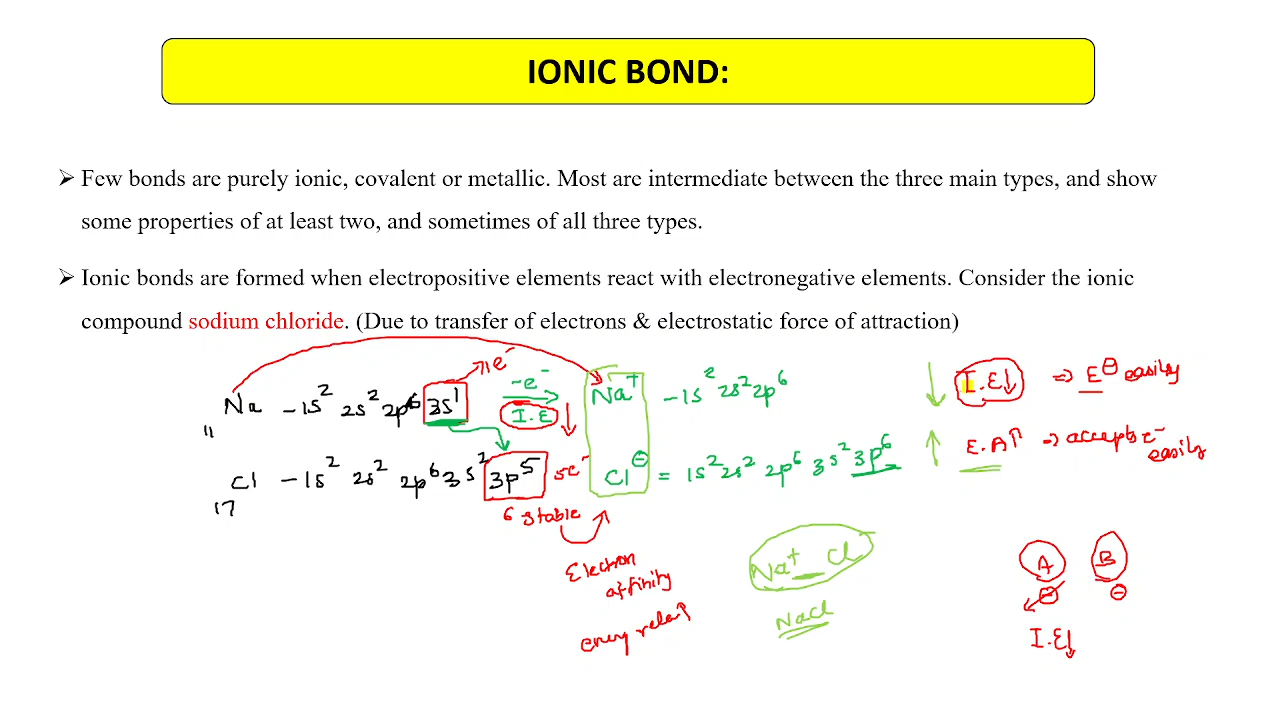 IONIC BOND:
➢ Few bonds are purely ionic, covalent or metallic. Most are intermediate between the three main types, and show
some properties of at least two, and sometimes of all three types.
➢ Ionic bonds are formed when electropositive elements react with electronegative elements. Consider the ionic
compound sodium chloride. (Due to transfer of electrons & electrostatic force of attraction)
1e⁻
Na – 1s² 2s² 2p⁶ 3s¹
11
–e⁻
I.E
Na⁺ – 1s² 2s² 2p⁶
I.E↓ ⇒ E⊖ easily
Cl – 1s² 2s² 2p⁶ 3s² 3p⁵ 5e⁻
17
Cl⊖ = 1s² 2s² 2p⁶ 3s² 3p⁶
E.A↑ ⇒ accepts e⁻
easily
6 stable
Electron
affinity
energy
Na⁺ Cl
NaCl
A B
⊖ ⊖
I.E↓